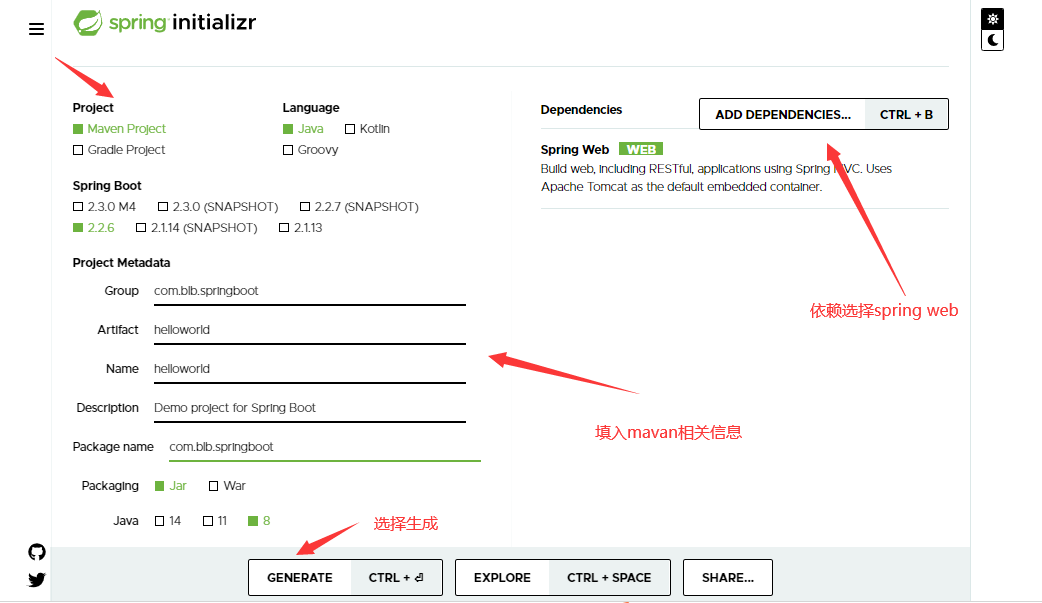 spring initializr
Project
Maven Project
Gradle Project
Language
Java Kotlin
Groovy
Spring Boot
2.3.0 M4 2.3.0 (SNAPSHOT) 2.2.7 (SNAPSHOT)
2.2.6 2.1.14 (SNAPSHOT) 2.1.13
Project Metadata
Group com.blb.springboot
Artifact helloworld
Name helloworld
Description Demo project for Spring Boot
Package name com.blb.springboot
Packaging Jar War
Java 14 11 8
Dependencies
ADD DEPENDENCIES... CTRL + B
Spring Web WEB
Build web, including RESTful, applications using Spring MVC. Uses
Apache Tomcat as the default embedded container.
依赖选择spring web
填入mavan相关信息
选择生成
GENERATE CTRL + ⏎
EXPLORE CTRL + SPACE
SHARE...